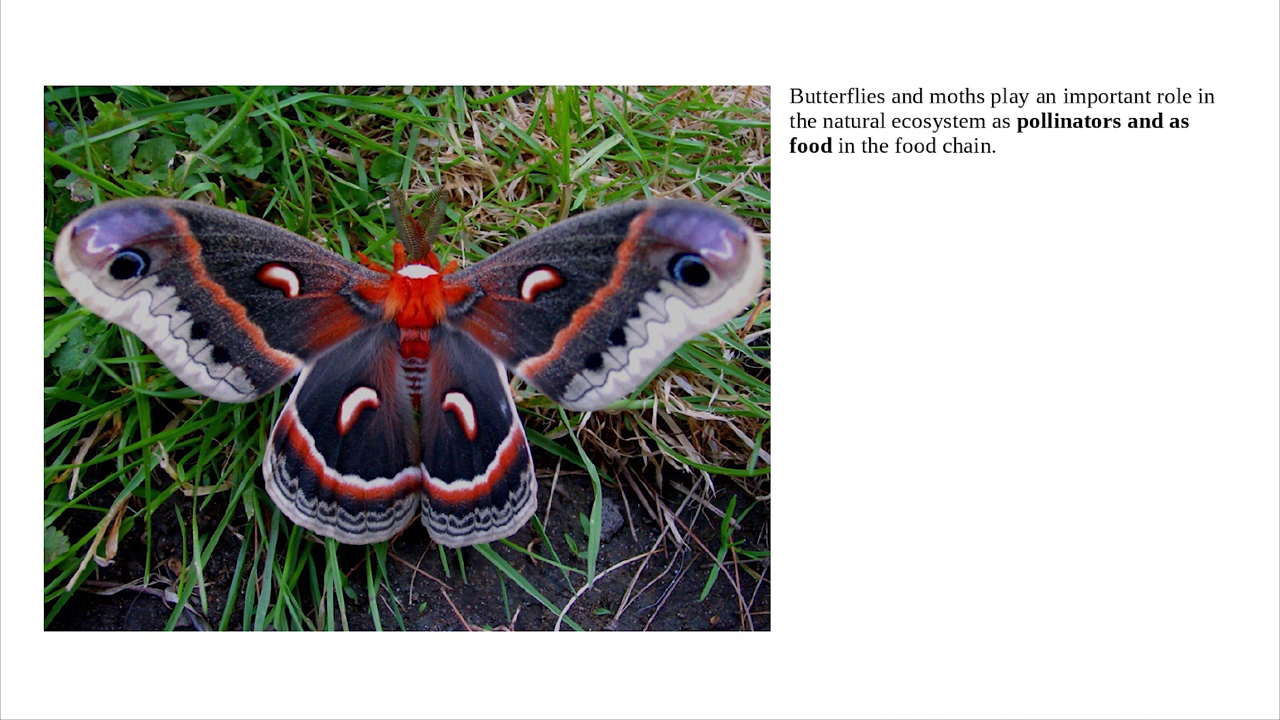 Butterflies and moths play an important role in
the natural ecosystem as pollinators and as
food in the food chain.